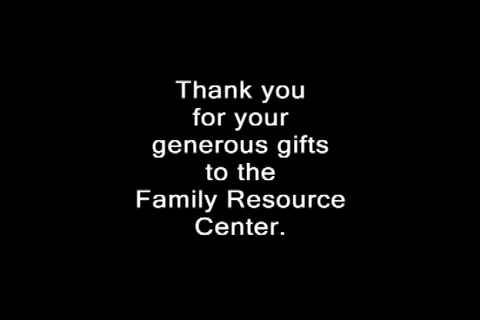 Thank you
for your
generous gifts
to the
Family Resource
Center.